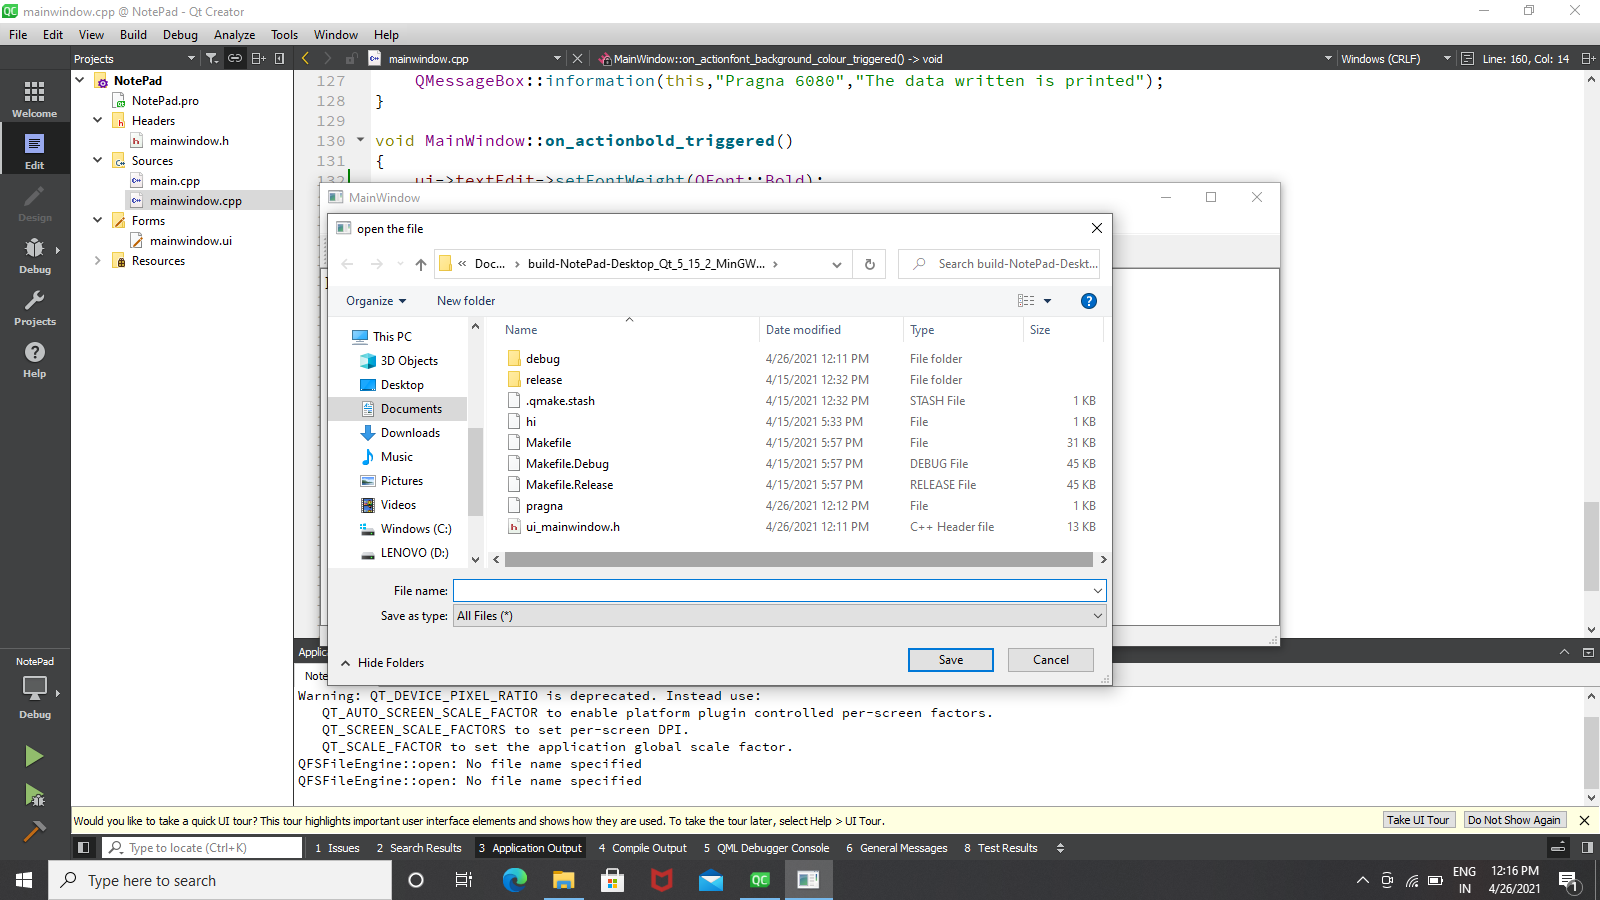 mainwindow.cpp @ NotePad - Qt Creator
File Edit View Build Debug Analyze Tools Window Help
Projects
mainwindow.cpp
MainWindow::on_actionfont_background_colour_triggered() -> void
Windows (CRLF)
Line: 160, Col: 14
Welcome
Edit
Design
Debug
Projects
Help
NotePad
Debug
NotePad
NotePad.pro
Headers
mainwindow.h
Sources
main.cpp
mainwindow.cpp
Forms
mainwindow.ui
Resources
127 QMessageBox::information(this,"Pragna 6080","The data written is printed");
128 }
129
130 void MainWindow::on_actionbold_triggered()
131 {
132 ui->textEdit->setFontWeight(QFont::Bold);
MainWindow
open the file
« Doc... › build-NotePad-Desktop_Qt_5_15_2_MinGW... ›
Search build-NotePad-Deskt...
Organize New folder
This PC
3D Objects
Desktop
Documents
Downloads
Music
Pictures
Videos
Windows (C:)
LENOVO (D:)
Name Date modified Type Size
debug 4/26/2021 12:11 PM File folder
release 4/15/2021 12:32 PM File folder
.qmake.stash 4/15/2021 12:32 PM STASH File 1 KB
hi 4/15/2021 5:33 PM File 1 KB
Makefile 4/15/2021 5:57 PM File 31 KB
Makefile.Debug 4/15/2021 5:57 PM DEBUG File 45 KB
Makefile.Release 4/15/2021 5:57 PM RELEASE File 45 KB
pragna 4/26/2021 12:12 PM File 1 KB
ui_mainwindow.h 4/26/2021 12:11 PM C++ Header file 13 KB
File name:
Save as type: All Files (*)
Hide Folders
Save Cancel
Applic
Note
Warning: QT_DEVICE_PIXEL_RATIO is deprecated. Instead use:
QT_AUTO_SCREEN_SCALE_FACTOR to enable platform plugin controlled per-screen factors.
QT_SCREEN_SCALE_FACTORS to set per-screen DPI.
QT_SCALE_FACTOR to set the application global scale factor.
QFSFileEngine::open: No file name specified
QFSFileEngine::open: No file name specified
Would you like to take a quick UI tour? This tour highlights important user interface elements and shows how they are used. To take the tour later, select Help > UI Tour.
Take UI Tour Do Not Show Again
Type to locate (Ctrl+K)
1 Issues 2 Search Results 3 Application Output 4 Compile Output 5 QML Debugger Console 6 General Messages 8 Test Results
Type here to search
ENG
IN
12:16 PM
4/26/2021
1